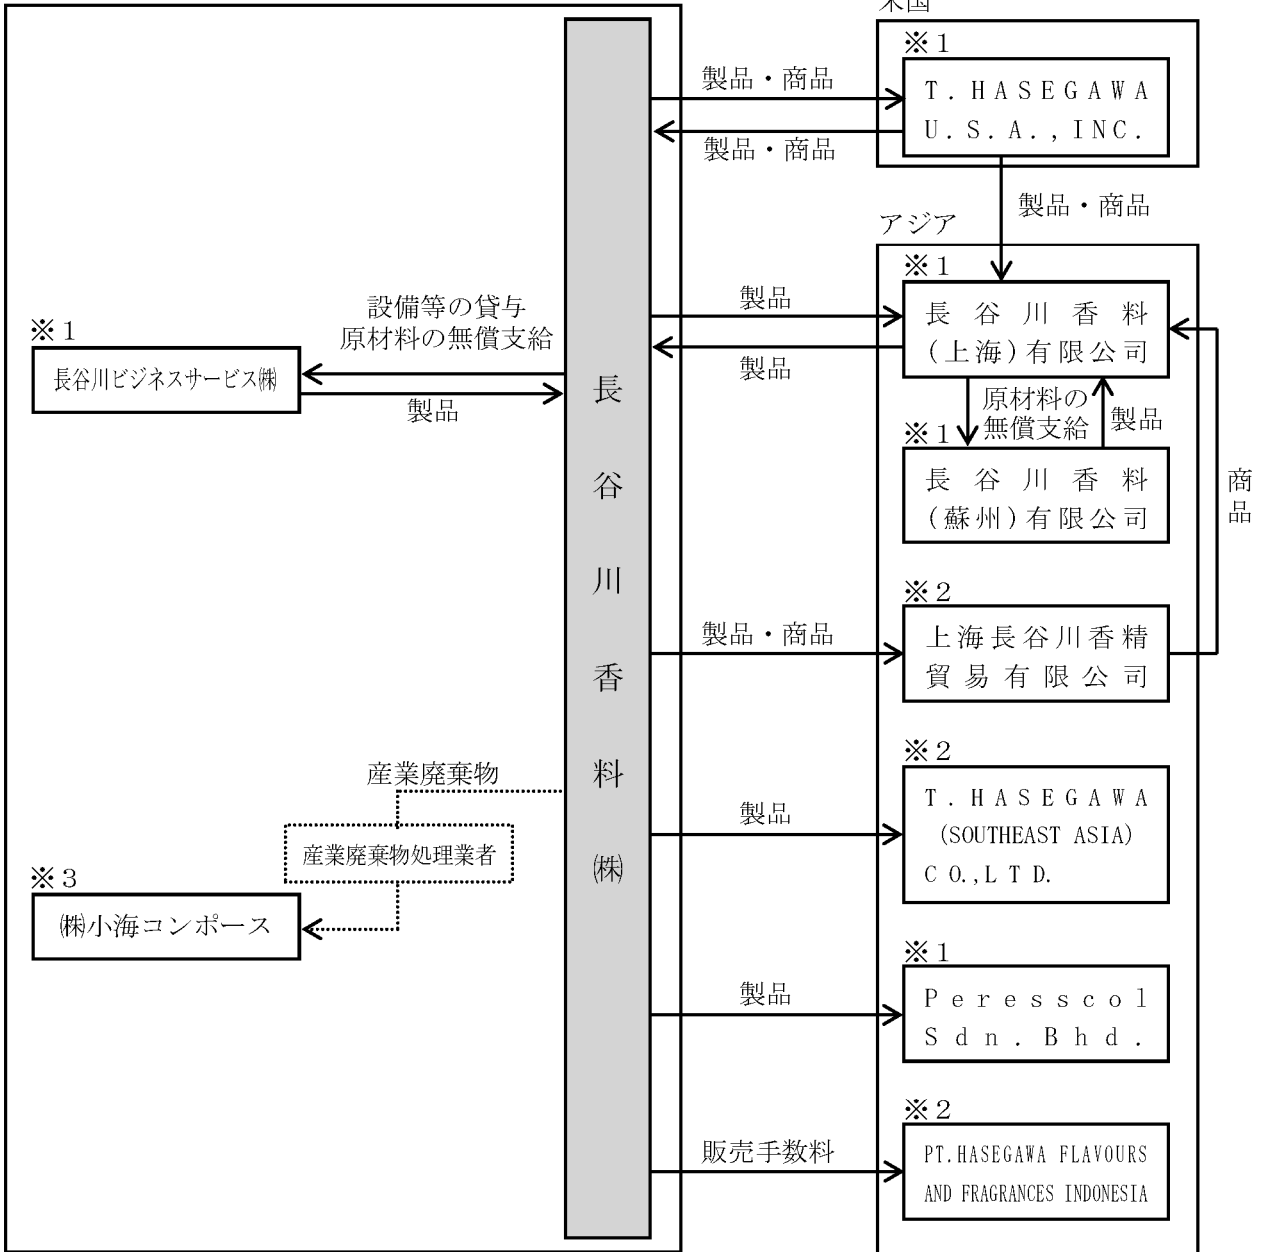 米国
※1
T.HASEGAWA
U.S.A.,INC.
製品・商品
製品・商品
製品・商品
アジア
※1
長谷川香料
(上海)有限公司
製品
製品
原材料の
無償支給
製品
※1
長谷川香料
(蘇州)有限公司
商品
※2
上海長谷川香精
貿易有限公司
製品・商品
※2
T.HASEGAWA
(SOUTHEAST ASIA)
CO.,LTD.
製品
※1
Peresscol
Sdn.Bhd.
製品
※2
PT.HASEGAWA FLAVOURS
AND FRAGRANCES INDONESIA
販売手数料
長谷川香料㈱
設備等の貸与
原材料の無償支給
※1
長谷川ビジネスサービス㈱
製品
産業廃棄物
産業廃棄物処理業者
※3
㈱小海コンポース